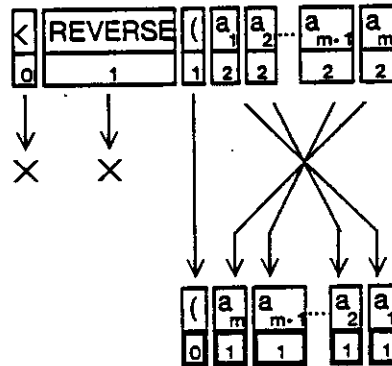 < REVERSE ( a₁ a₂ ... aₘ₋₁ aₘ
0 1 1 2 2 2 2
× ×
( aₘ aₘ₋₁ ... a₂ a₁
0 1 1 1 1